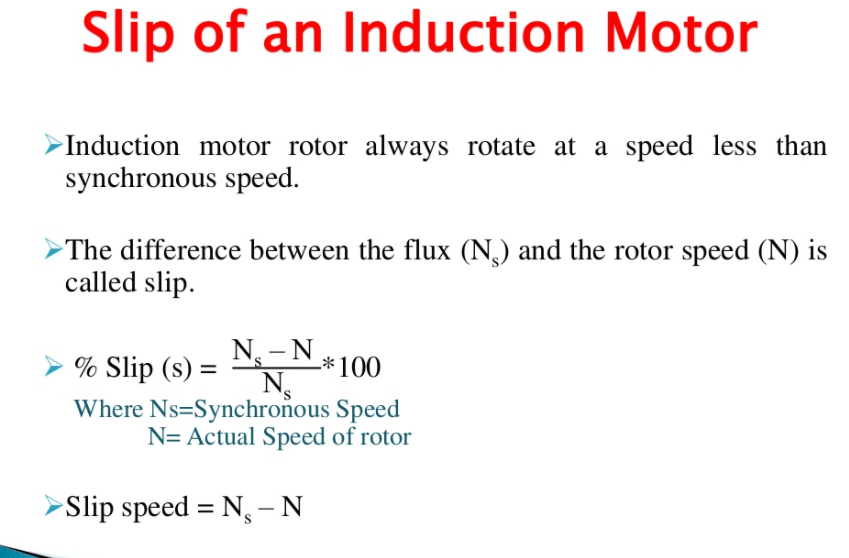 Slip of an Induction Motor
➢Induction motor rotor always rotate at a speed less than
synchronous speed.
➢The difference between the flux (Nₛ) and the rotor speed (N) is
called slip.
➢ % Slip (s) = (Nₛ – N)/Nₛ *100
Where Ns=Synchronous Speed
N= Actual Speed of rotor
➢Slip speed = Nₛ – N